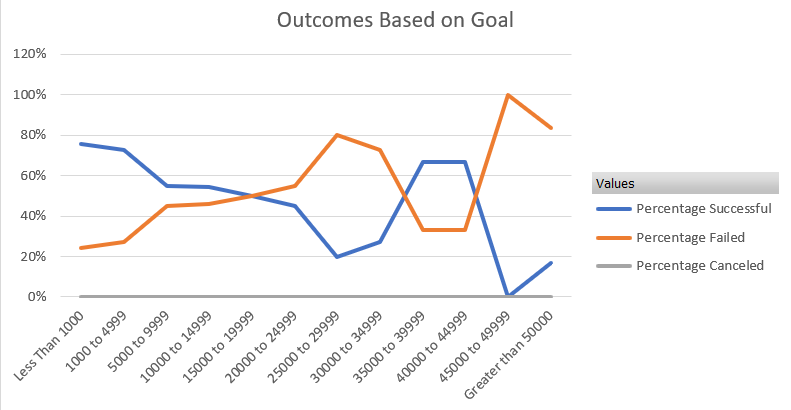 Outcomes Based on Goal
120%
100%
80%
60%
40%
20%
0%
Less Than 1000
1000 to 4999
5000 to 9999
10000 to 14999
15000 to 19999
20000 to 24999
25000 to 29999
30000 to 34999
35000 to 39999
40000 to 44999
45000 to 49999
Greater than 50000
Values
Percentage Successful
Percentage Failed
Percentage Canceled